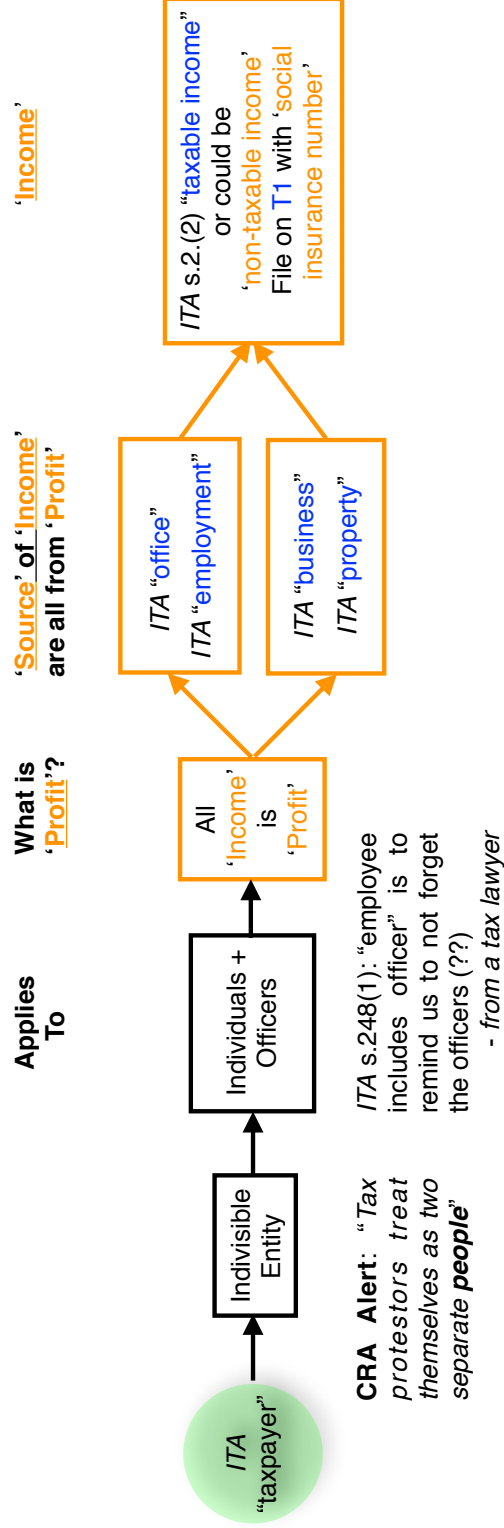 Applies
To
What is
‘Profit’?
‘Source’ of ‘Income’
are all from ‘Profit’
‘Income’
ITA
“taxpayer”
Indivisible
Entity
Individuals +
Officers
All
‘Income’
is
‘Profit’
ITA “office”
ITA “employment”
ITA “business”
ITA “property”
ITA s.2.(2) “taxable income”
or could be
‘non-taxable income’
File on T1 with ‘social
insurance number’
CRA Alert: “Tax
protestors treat
themselves as two
separate people”
ITA s.248(1): “employee
includes officer” is to
remind us to not forget
the officers (??)
- from a tax lawyer